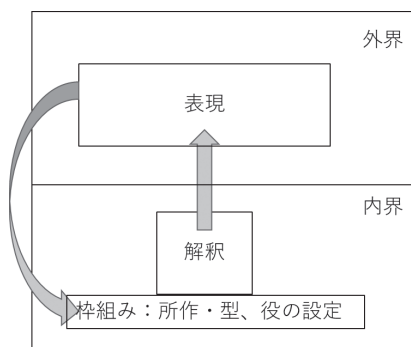 外界
表現
内界
解釈
枠組み：所作・型、役の設定